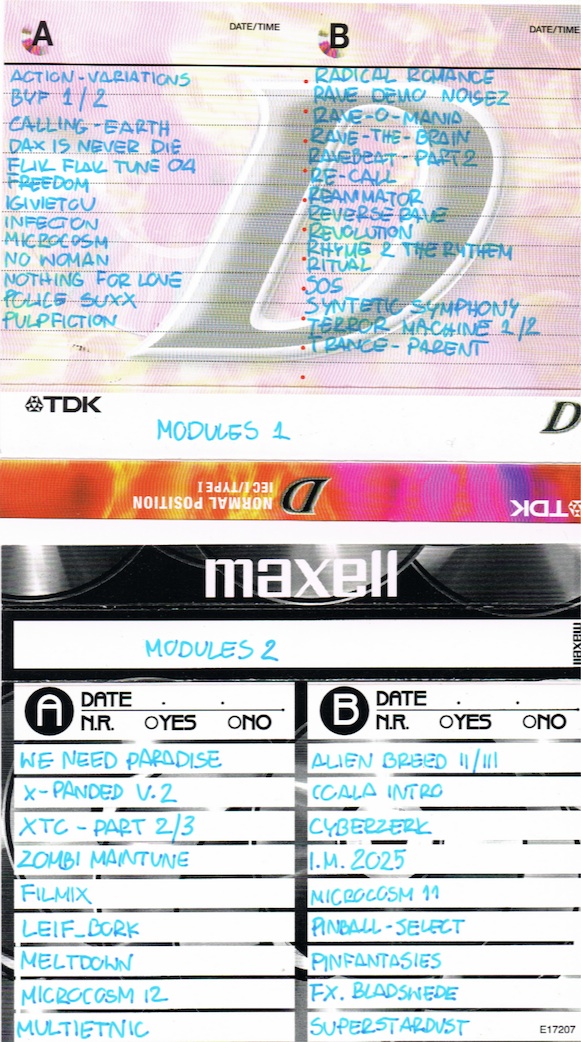 A
DATE/TIME
B
DATE/TIME
ACTION-VARIATIONS
BYF 1/2
CALLING-EARTH
DAX IS NEVER DIE
FLIK FLAK TUNE 04
FREEDOM
IGIVIETOU
INFECTON
MICROCOSM
NO WOMAN
NOTHING FOR LOVE
POLICE SUXX
PULPFICTION
RADICAL ROMANCE
RAVE DEMO NOISEZ
RAVE-O-MANIA
RAVE-THE-BRAIN
RAVEBEAT-PART2
RE-CALL
REANIMATOR
REVERSE RAVE
REVOLUTION
RHYME 2 THE RYTHEM
RITUAL
SOS
SYNTETIC SYMPHONY
TERROR MACHINE 1/2
TRANCE-PARENT
TDK
D
MODULES 1
NORMAL POSITION
IEC I/TYPE I
D
TDK
maxell
MODULES 2
maxell
A
DATE . .
N.R. YES NO
B
DATE . .
N.R. YES NO
WE NEED PARADISE
X-PANDED V.2
XTC - PART 2/3
ZOMBI MAINTUNE
FILMIX
LEIF_BORK
MELTDOWN
MICROCOSM 12
MULTIETNIC
ALIEN BREED II/III
COALA INTRO
CYBERZERK
I.M. 2025
MICROCOSM 11
PINBALL-SELECT
PINFANTASIES
FX. BLADSWEDE
SUPERSTARDUST
E17207